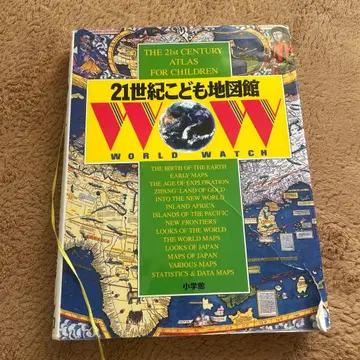 THE 21st CENTURY
ATLAS
FOR CHILDREN
21世紀こども地図館
WOW
WORLD WATCH
THE BIRTH OF THE EARTH
EARLY MAPS
THE AGE OF EXPLORATION
ZIPANG: LAND OF GOLD
INTO THE NEW WORLD
INLAND AFRICA
ISLANDS OF THE PACIFIC
NEW FRONTIERS
LOOKS OF THE WORLD
THE WORLD MAPS
LOOKS OF JAPAN
MAPS OF JAPAN
VARIOUS MAPS
STATISTICS & DATA MAPS
小学館